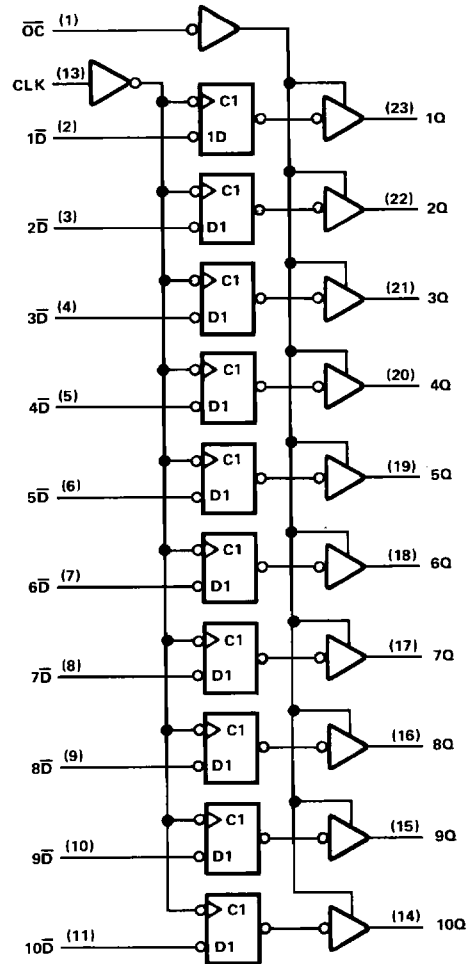 O̅C̅ (1)
CLK (13)
C1
(23) 1Q
1D̅ (2)
1D
C1
(22) 2Q
2D̅ (3)
D1
C1
(21) 3Q
3D̅ (4)
D1
C1
(20) 4Q
4D̅ (5)
D1
C1
(19) 5Q
5D̅ (6)
D1
C1
(18) 6Q
6D̅ (7)
D1
C1
(17) 7Q
7D̅ (8)
D1
C1
(16) 8Q
8D̅ (9)
D1
C1
(15) 9Q
9D̅ (10)
D1
C1
(14) 10Q
10D̅ (11)
D1